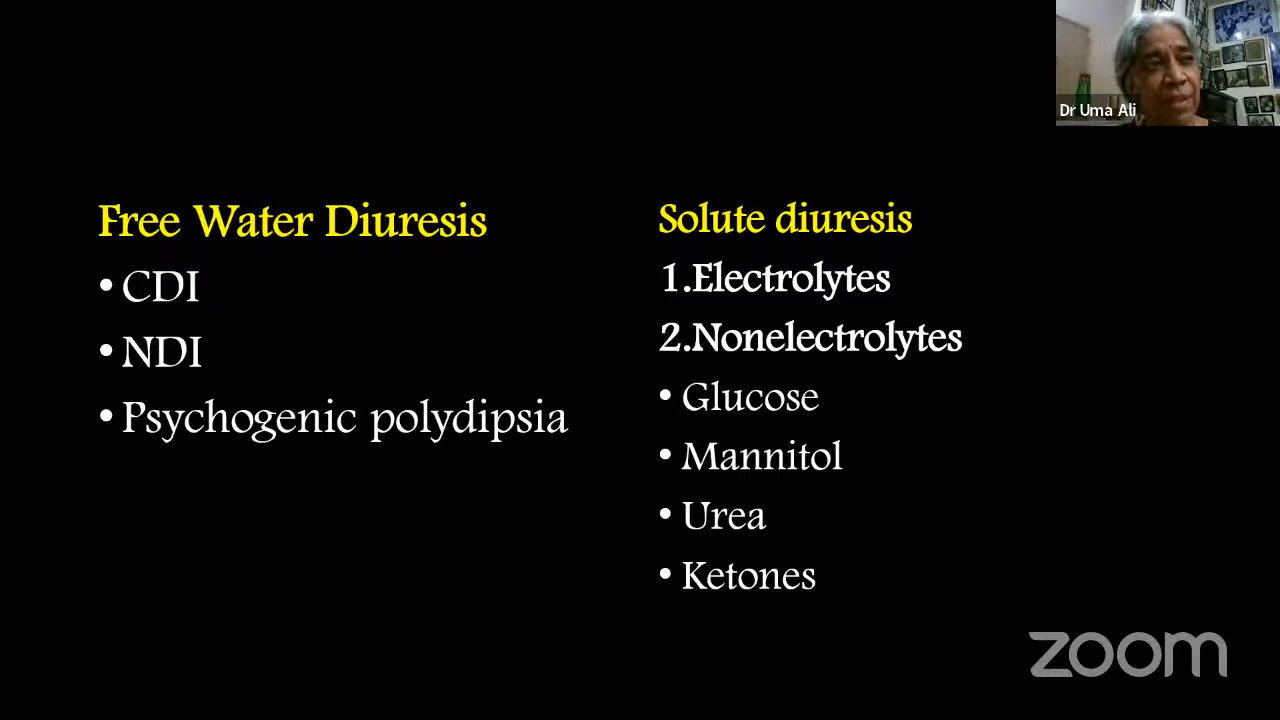 Dr Uma Ali
Free Water Diuresis
• CDI
• NDI
• Psychogenic polydipsia
Solute diuresis
1.Electrolytes
2.Nonelectrolytes
• Glucose
• Mannitol
• Urea
• Ketones
zoom